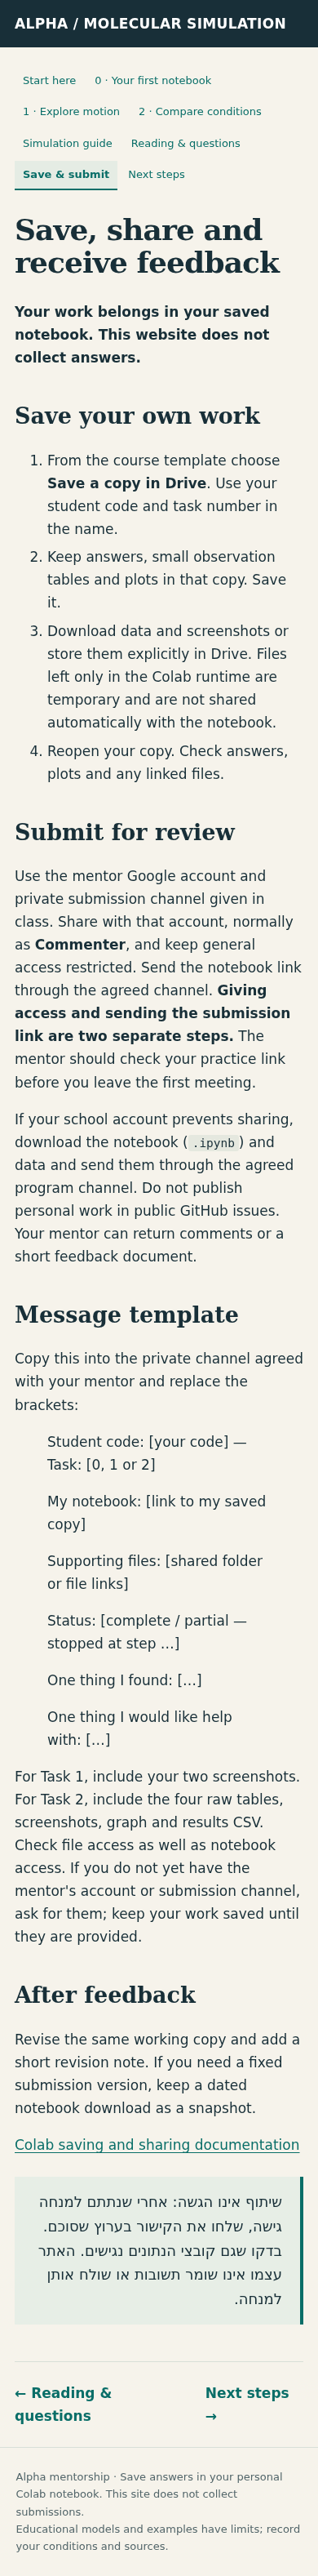 ALPHA / MOLECULAR SIMULATION
Start here 0 · Your first notebook
1 · Explore motion 2 · Compare conditions
Simulation guide Reading & questions
Save & submit Next steps
Save, share and
receive feedback
Your work belongs in your saved
notebook. This website does not
collect answers.
Save your own work
1. From the course template choose
Save a copy in Drive. Use your
student code and task number in
the name.
2. Keep answers, small observation
tables and plots in that copy. Save
it.
3. Download data and screenshots or
store them explicitly in Drive. Files
left only in the Colab runtime are
temporary and are not shared
automatically with the notebook.
4. Reopen your copy. Check answers,
plots and any linked files.
Submit for review
Use the mentor Google account and
private submission channel given in
class. Share with that account, normally
as Commenter, and keep general
access restricted. Send the notebook link
through the agreed channel. Giving
access and sending the submission
link are two separate steps. The
mentor should check your practice link
before you leave the first meeting.
If your school account prevents sharing,
download the notebook (.ipynb) and
data and send them through the agreed
program channel. Do not publish
personal work in public GitHub issues.
Your mentor can return comments or a
short feedback document.
Message template
Copy this into the private channel agreed
with your mentor and replace the
brackets:
Student code: [your code] —
Task: [0, 1 or 2]
My notebook: [link to my saved
copy]
Supporting files: [shared folder
or file links]
Status: [complete / partial —
stopped at step …]
One thing I found: […]
One thing I would like help
with: […]
For Task 1, include your two screenshots.
For Task 2, include the four raw tables,
screenshots, graph and results CSV.
Check file access as well as notebook
access. If you do not yet have the
mentor's account or submission channel,
ask for them; keep your work saved until
they are provided.
After feedback
Revise the same working copy and add a
short revision note. If you need a fixed
submission version, keep a dated
notebook download as a snapshot.
Colab saving and sharing documentation
שיתוף אינו הגשה: אחרי שנתתם למנחה
גישה, שלחו את הקישור בערוץ שסוכם.
בדקו שגם קובצי הנתונים נגישים. האתר
עצמו אינו שומר תשובות או שולח אותן
למנחה.
← Reading &
questions
Next steps
→
Alpha mentorship · Save answers in your personal
Colab notebook. This site does not collect
submissions.
Educational models and examples have limits; record
your conditions and sources.